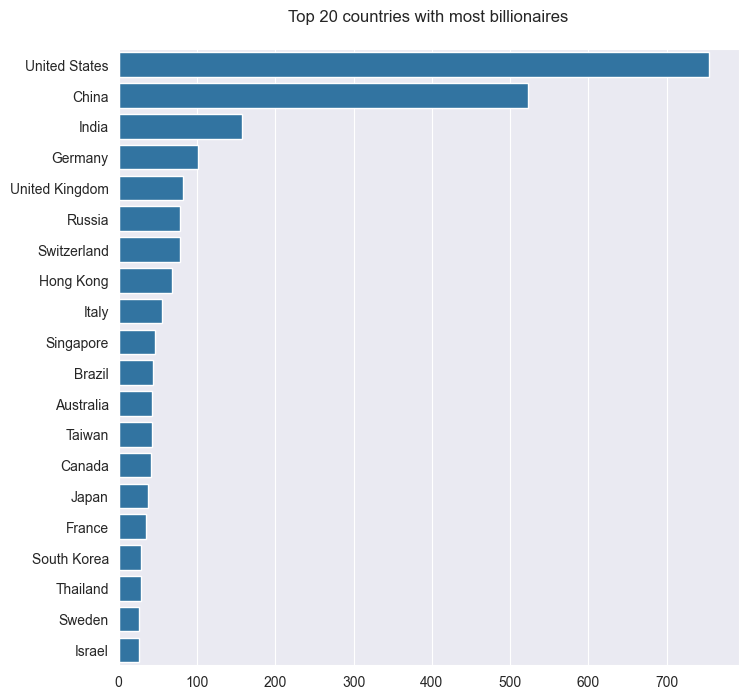 Top 20 countries with most billionaires
United States
China
India
Germany
United Kingdom
Russia
Switzerland
Hong Kong
Italy
Singapore
Brazil
Australia
Taiwan
Canada
Japan
France
South Korea
Thailand
Sweden
Israel
0 100 200 300 400 500 600 700